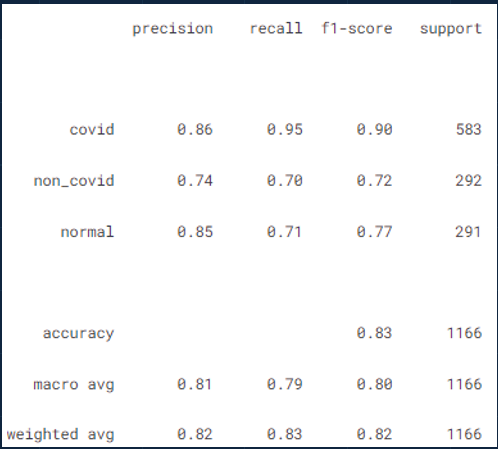 precision recall f1-score support
covid 0.86 0.95 0.90 583
non_covid 0.74 0.70 0.72 292
normal 0.85 0.71 0.77 291
accuracy 0.83 1166
macro avg 0.81 0.79 0.80 1166
weighted avg 0.82 0.83 0.82 1166